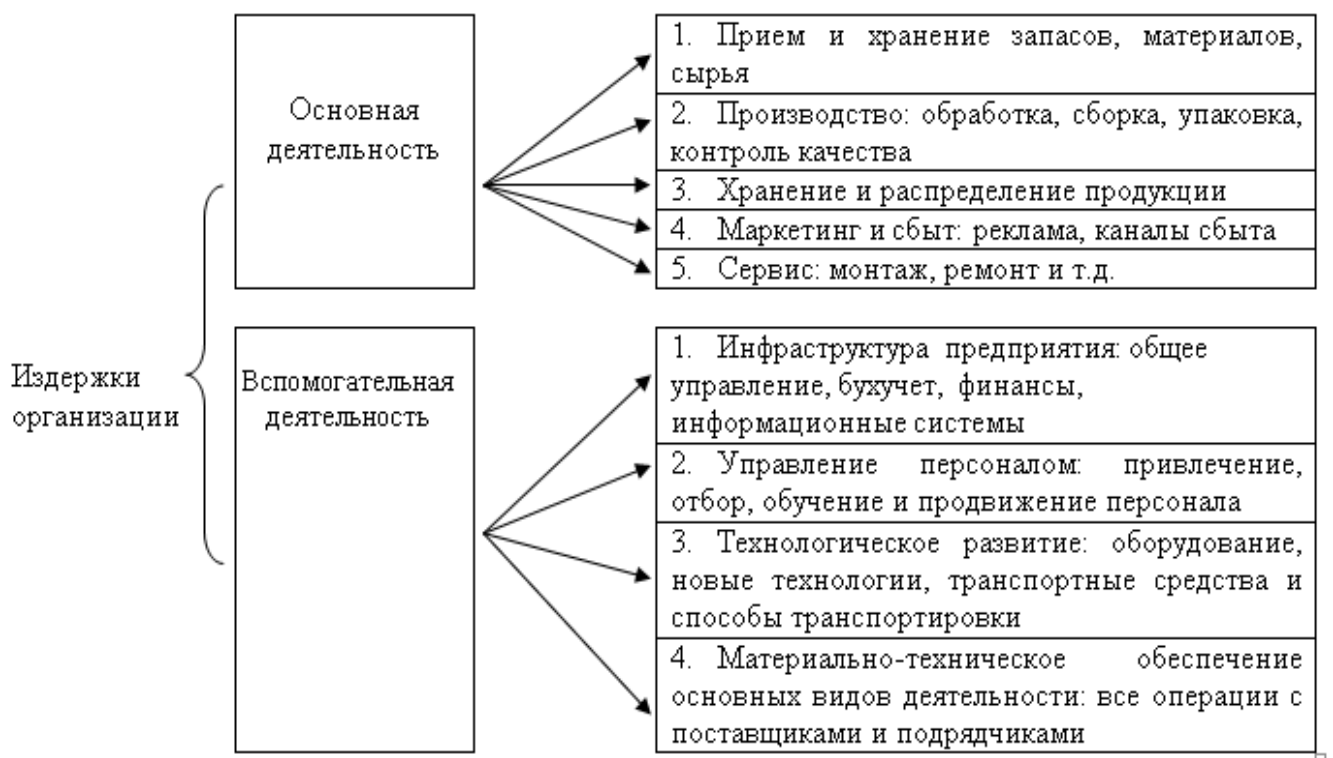 Издержки
организации
Основная
деятельность
1. Прием и хранение запасов, материалов,
сырья
2. Производство: обработка, сборка, упаковка,
контроль качества
3. Хранение и распределение продукции
4. Маркетинг и сбыт: реклама, каналы сбыта
5. Сервис: монтаж, ремонт и т.д.
Вспомогательная
деятельность
1. Инфраструктура предприятия: общее
управление, бухучет, финансы,
информационные системы
2. Управление персоналом: привлечение,
отбор, обучение и продвижение персонала
3. Технологическое развитие: оборудование,
новые технологии, транспортные средства и
способы транспортировки
4. Материально-техническое обеспечение
основных видов деятельности: все операции с
поставщиками и подрядчиками